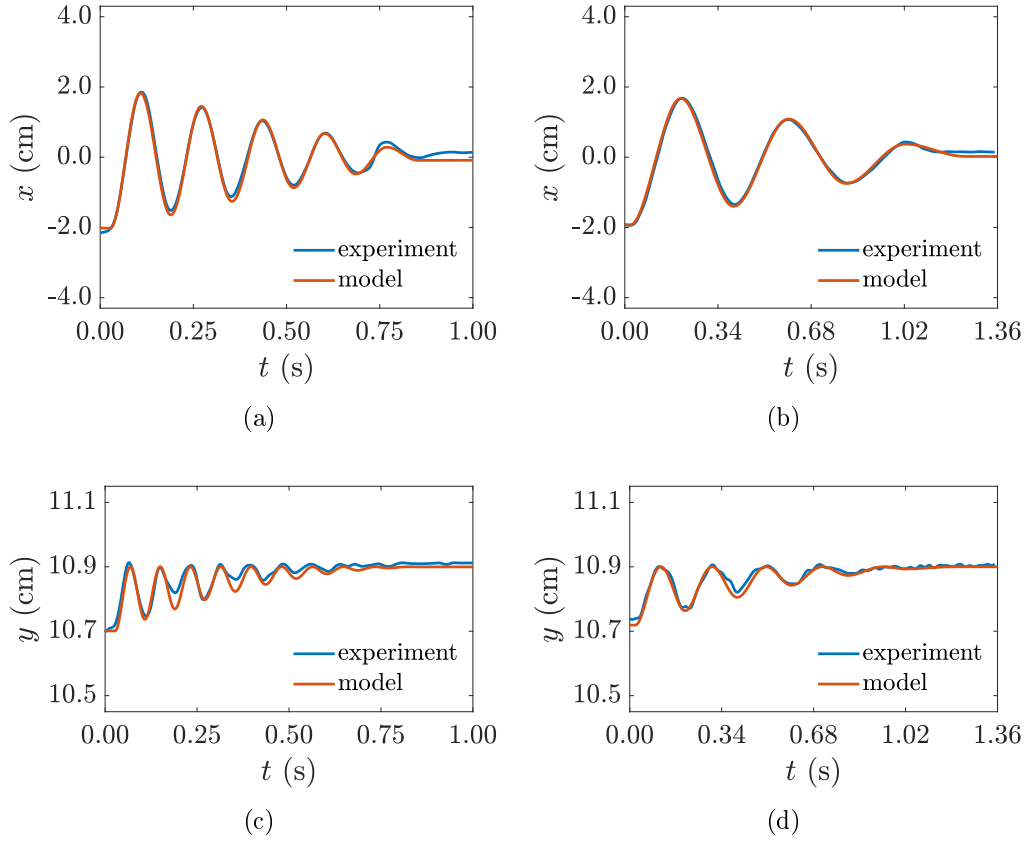 4.0
2.0
0.0
-2.0
-4.0
x (cm)
experiment
model
0.00 0.25 0.50 0.75 1.00
t (s)
(a)
4.0
2.0
0.0
-2.0
-4.0
x (cm)
experiment
model
0.00 0.34 0.68 1.02 1.36
t (s)
(b)
11.1
10.9
10.7
10.5
y (cm)
experiment
model
0.00 0.25 0.50 0.75 1.00
t (s)
(c)
11.1
10.9
10.7
10.5
y (cm)
experiment
model
0.00 0.34 0.68 1.02 1.36
t (s)
(d)